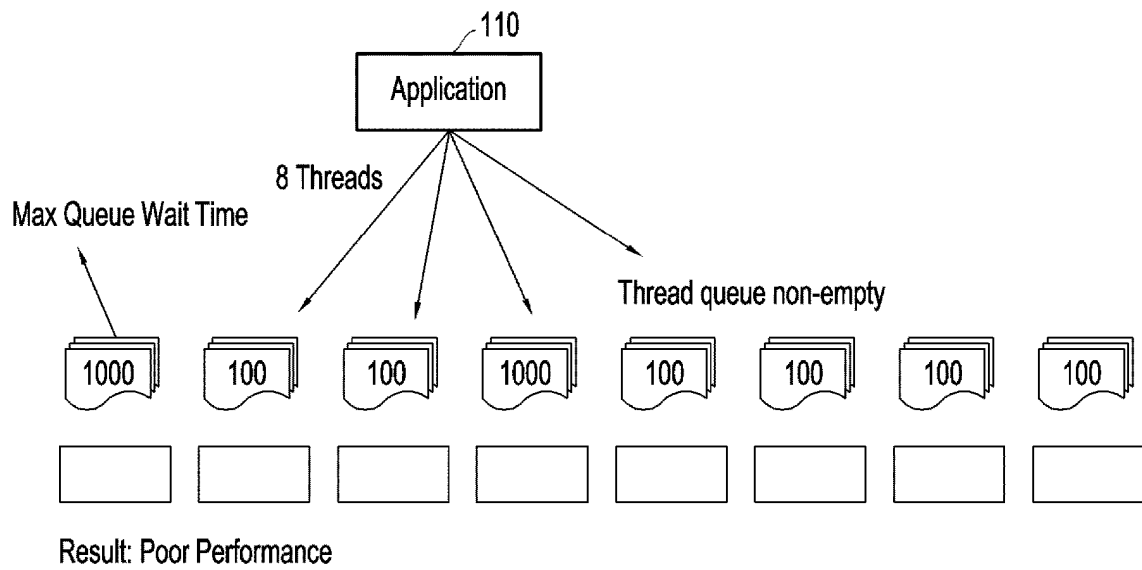 110
Application
8 Threads
Max Queue Wait Time
Thread queue non-empty
1000 100 100 1000 100 100 100 100
Result: Poor Performance